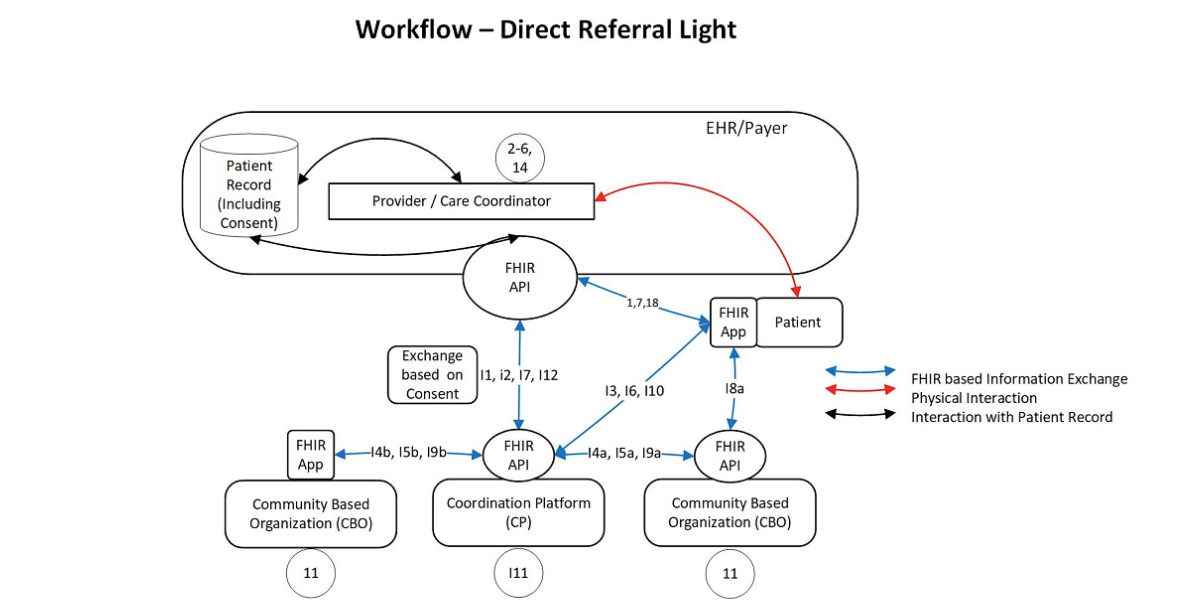 Workflow – Direct Referral Light
EHR/Payer
2-6,
14
Patient
Record
(Including
Consent)
Provider / Care Coordinator
FHIR
API
1,7,18
FHIR
App
Patient
Exchange
based on
Consent
I1, i2, I7, I12
I3, I6, I10
I8a
FHIR based Information Exchange
Physical Interaction
Interaction with Patient Record
FHIR
App
I4b, I5b, I9b
FHIR
API
I4a, I5a, I9a
FHIR
API
Community Based
Organization (CBO)
Coordination Platform
(CP)
Community Based
Organization (CBO)
11
I11
11